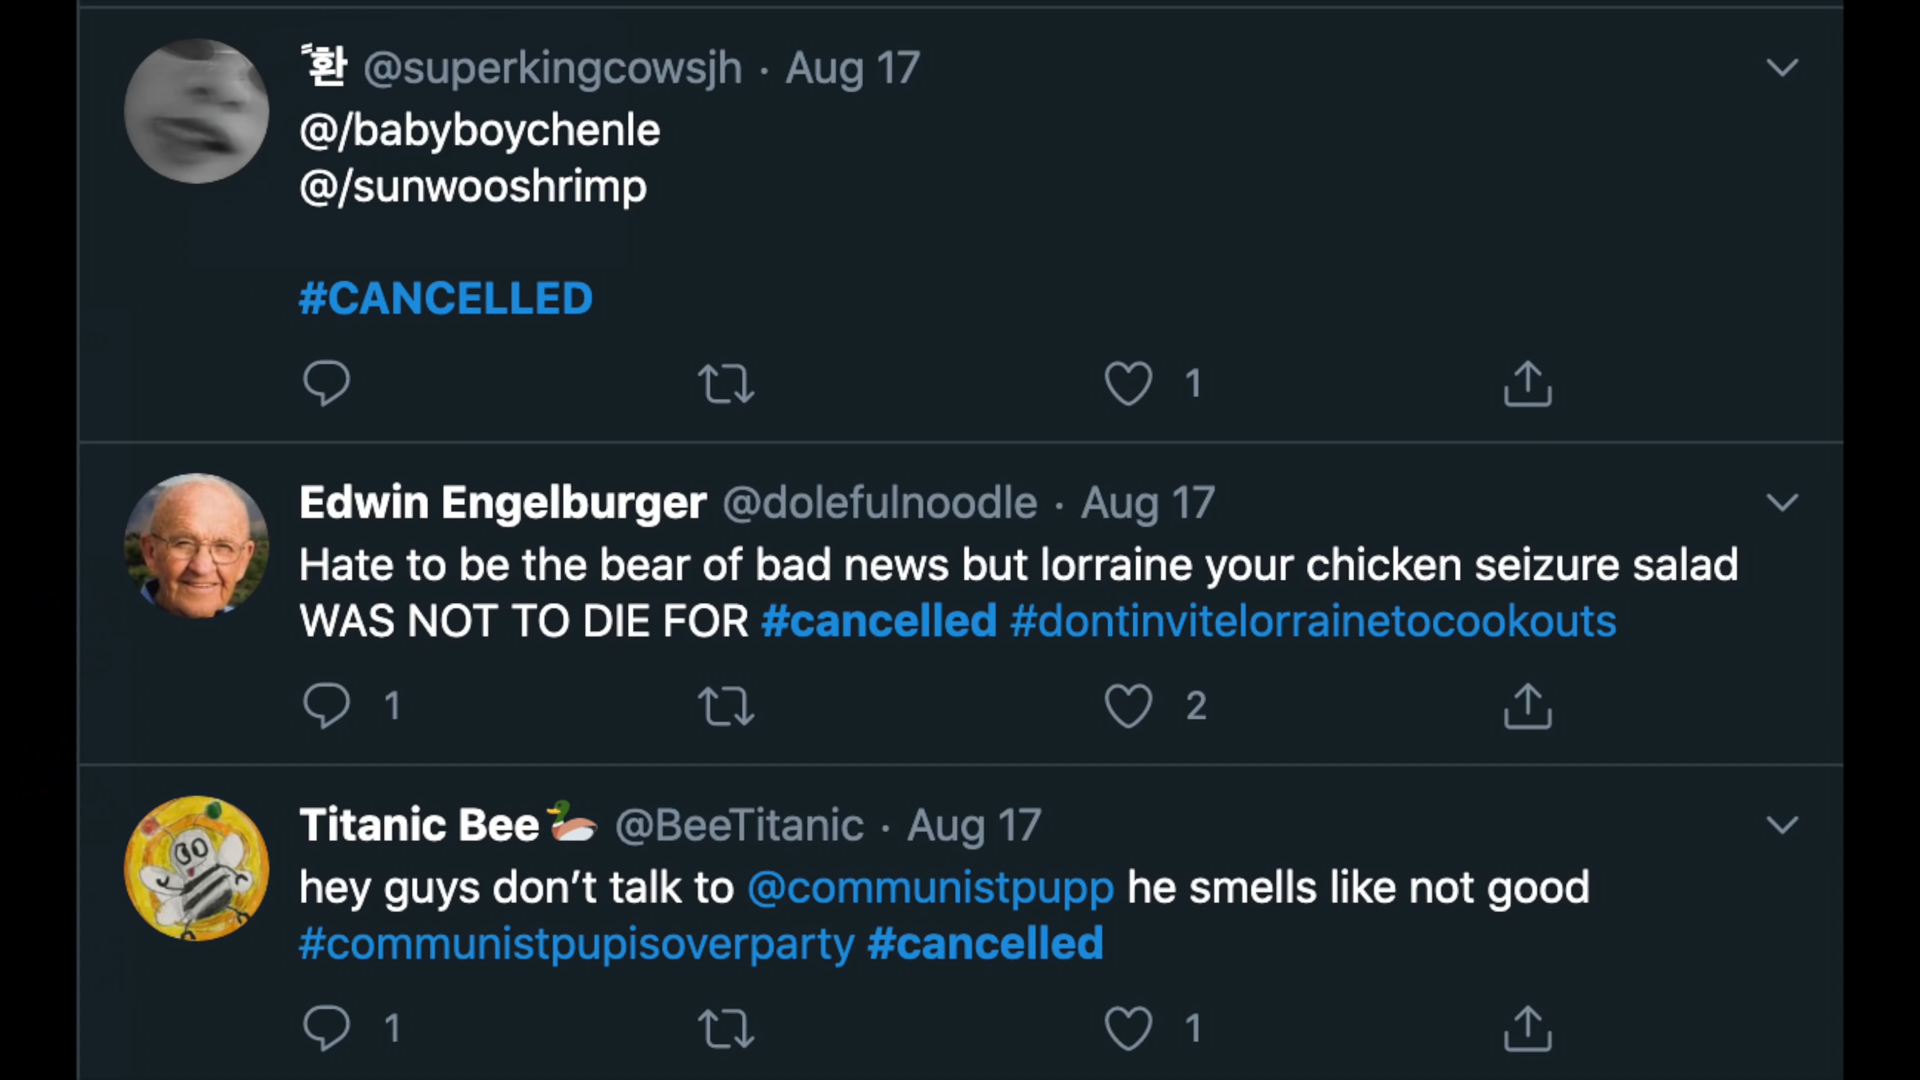 환 @superkingcowsjh · Aug 17
@/babyboychenle
@/sunwooshrimp
#CANCELLED
1
Edwin Engelburger @dolefulnoodle · Aug 17
Hate to be the bear of bad news but lorraine your chicken seizure salad
WAS NOT TO DIE FOR #cancelled #dontinvitelorrainetocookouts
1 2
Titanic Bee🦆 @BeeTitanic · Aug 17
hey guys don’t talk to @communistpupp he smells like not good
#communistpupisoverparty #cancelled
1 1